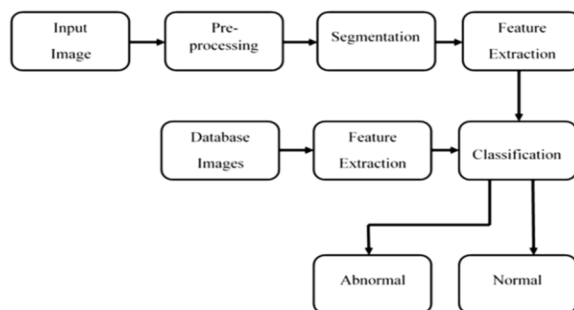 Input
Image
Pre-
processing
Segmentation
Feature
Extraction
Database
Images
Feature
Extraction
Classification
Abnormal
Normal